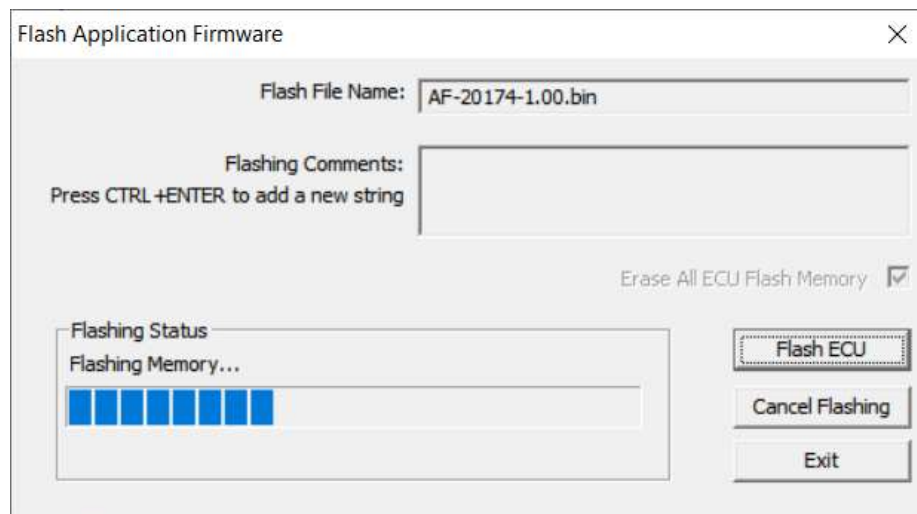 Flash Application Firmware
Flash File Name: AF-20174-1.00.bin
Flashing Comments:
Press CTRL+ENTER to add a new string
Erase All ECU Flash Memory
Flashing Status
Flashing Memory...
Flash ECU
Cancel Flashing
Exit